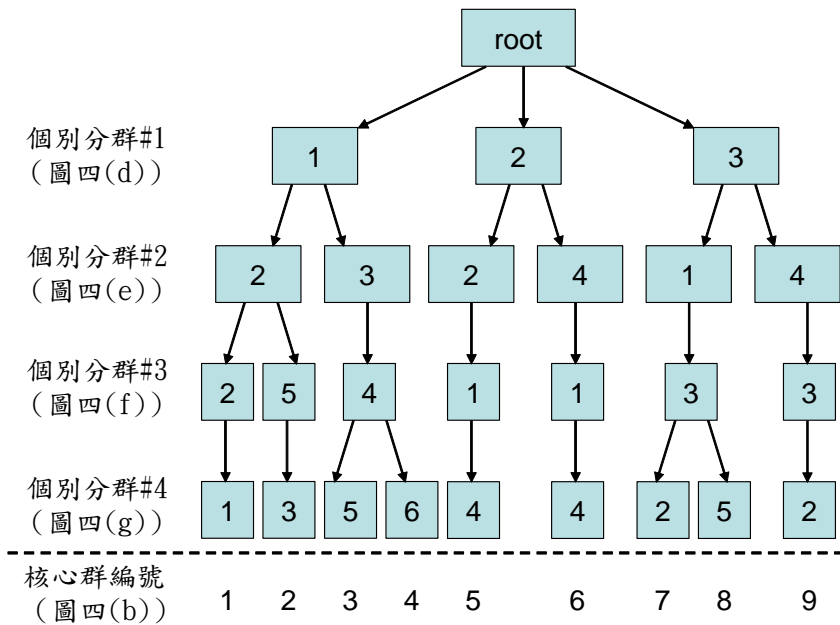 root
個別分群#1
(圖四(d))
1 2 3
個別分群#2
(圖四(e))
2 3 2 4 1 4
個別分群#3
(圖四(f))
2 5 4 1 1 3 3
個別分群#4
(圖四(g))
1 3 5 6 4 4 2 5 2
核心群編號
(圖四(b))
1 2 3 4 5 6 7 8 9